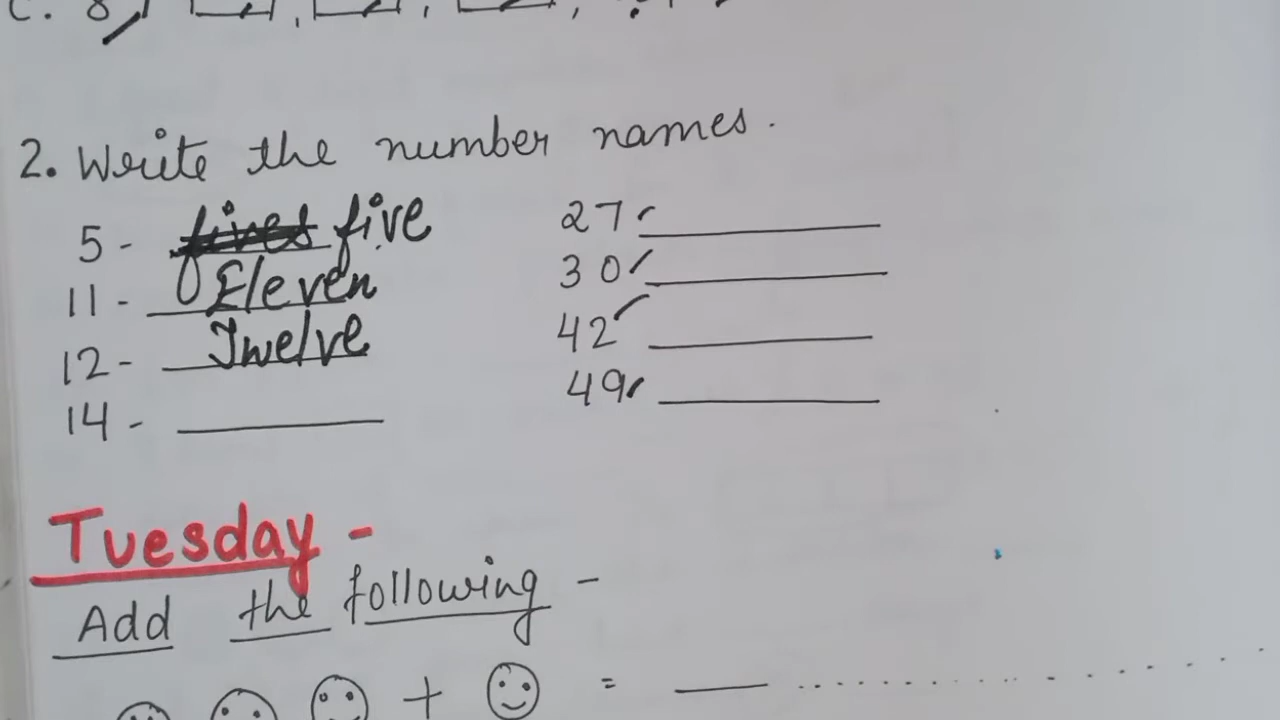 c. 8,
2. Write the number names.
5 - five
11 - Eleven
12 - Twelve
14 -
27
30
42
49
Tuesday -
Add the following -
+ =